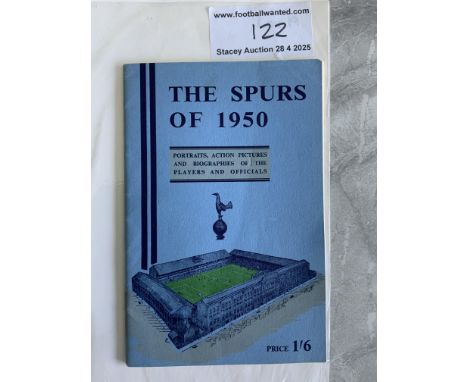 www.footballwanted.com
122
Stacey Auction 28 4 2025
THE SPURS
OF 1950
PORTRAITS, ACTION PICTURES
AND BIOGRAPHIES OF THE
PLAYERS AND OFFICIALS
PRICE 1'6